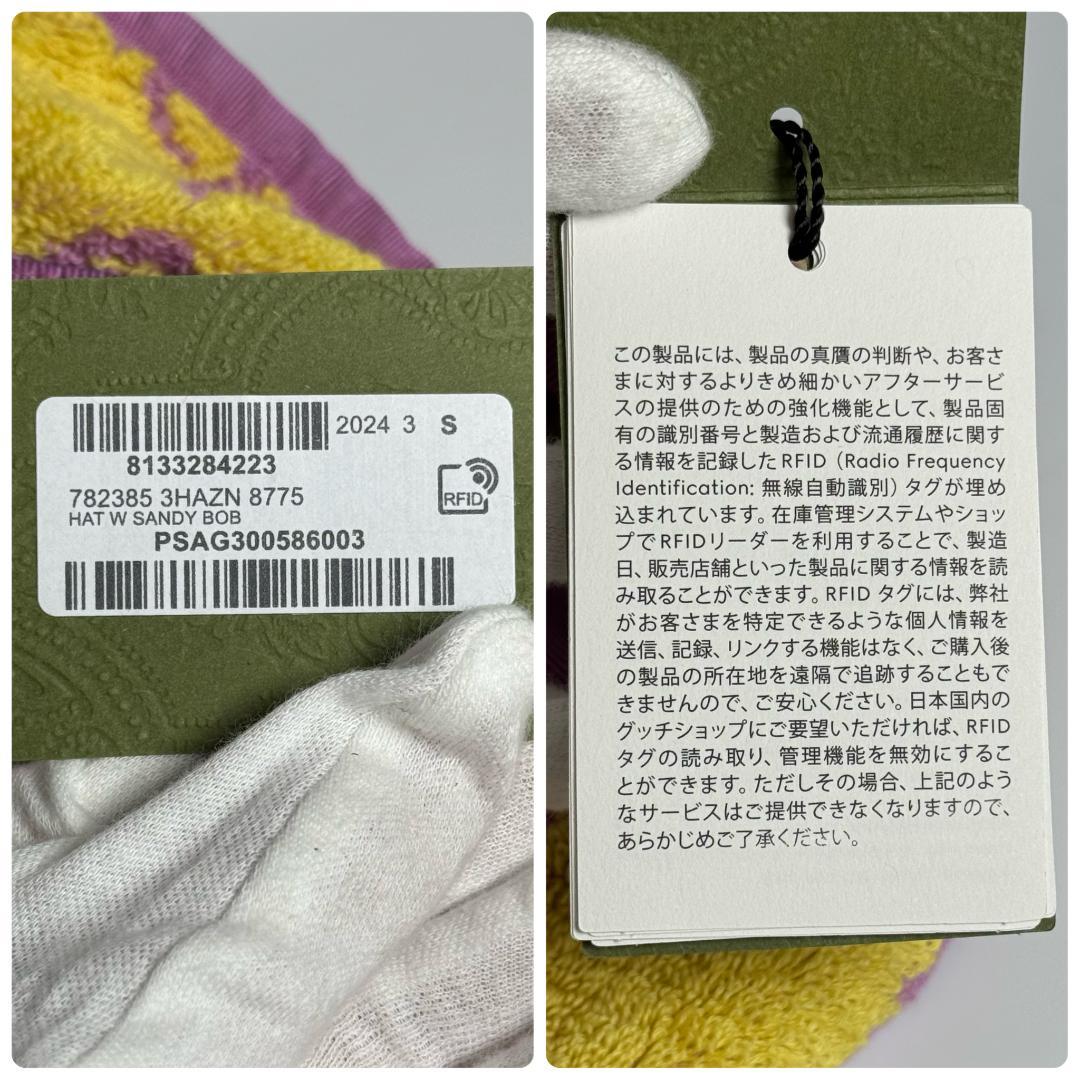 2024 3 S
8133284223
782385 3HAZN 8775
HAT W SANDY BOB
PSAG300586003
RFID
この製品には、製品の真贋の判断や、お客さ
まに対するよりきめ細かいアフターサービ
スの提供のための強化機能として、製品固
有の識別番号と製造および流通履歴に関す
る情報を記録したRFID（Radio Frequency
Identification: 無線自動識別）タグが埋め
込まれています。在庫管理システムやショッ
プでRFIDリーダーを利用することで、製造
日、販売店舗といった製品に関する情報を読
み取ることができます。RFID タグには、弊社
がお客さまを特定できるような個人情報を
送信、記録、リンクする機能はなく、ご購入後
の製品の所在地を遠隔で追跡することもで
きませんので、ご安心ください。日本国内の
グッチショップにご要望いただければ、RFID
タグの読み取り、管理機能を無効にするこ
とができます。ただしその場合、上記のよう
なサービスはご提供できなくなりますので、
あらかじめご了承ください。